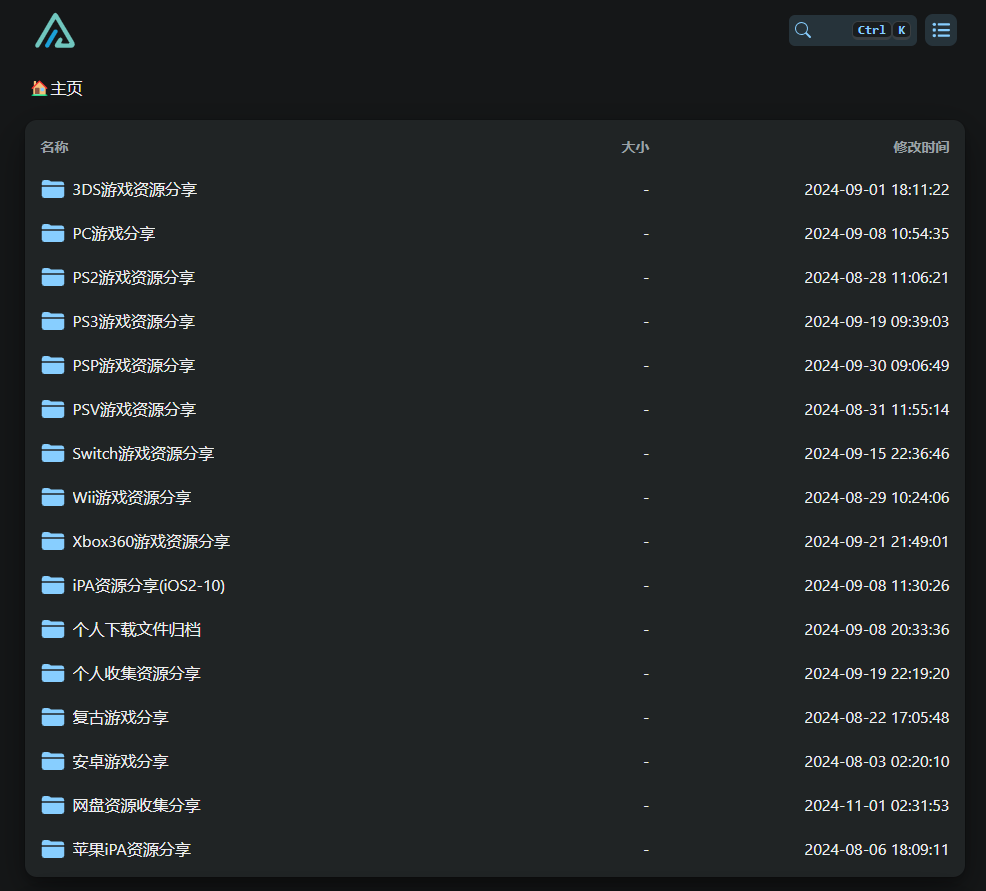 Ctrl K
主页
名称 大小 修改时间
3DS游戏资源分享 - 2024-09-01 18:11:22
PC游戏分享 - 2024-09-08 10:54:35
PS2游戏资源分享 - 2024-08-28 11:06:21
PS3游戏资源分享 - 2024-09-19 09:39:03
PSP游戏资源分享 - 2024-09-30 09:06:49
PSV游戏资源分享 - 2024-08-31 11:55:14
Switch游戏资源分享 - 2024-09-15 22:36:46
Wii游戏资源分享 - 2024-08-29 10:24:06
Xbox360游戏资源分享 - 2024-09-21 21:49:01
iPA资源分享(iOS2-10) - 2024-09-08 11:30:26
个人下载文件归档 - 2024-09-08 20:33:36
个人收集资源分享 - 2024-09-19 22:19:20
复古游戏分享 - 2024-08-22 17:05:48
安卓游戏分享 - 2024-08-03 02:20:10
网盘资源收集分享 - 2024-11-01 02:31:53
苹果iPA资源分享 - 2024-08-06 18:09:11